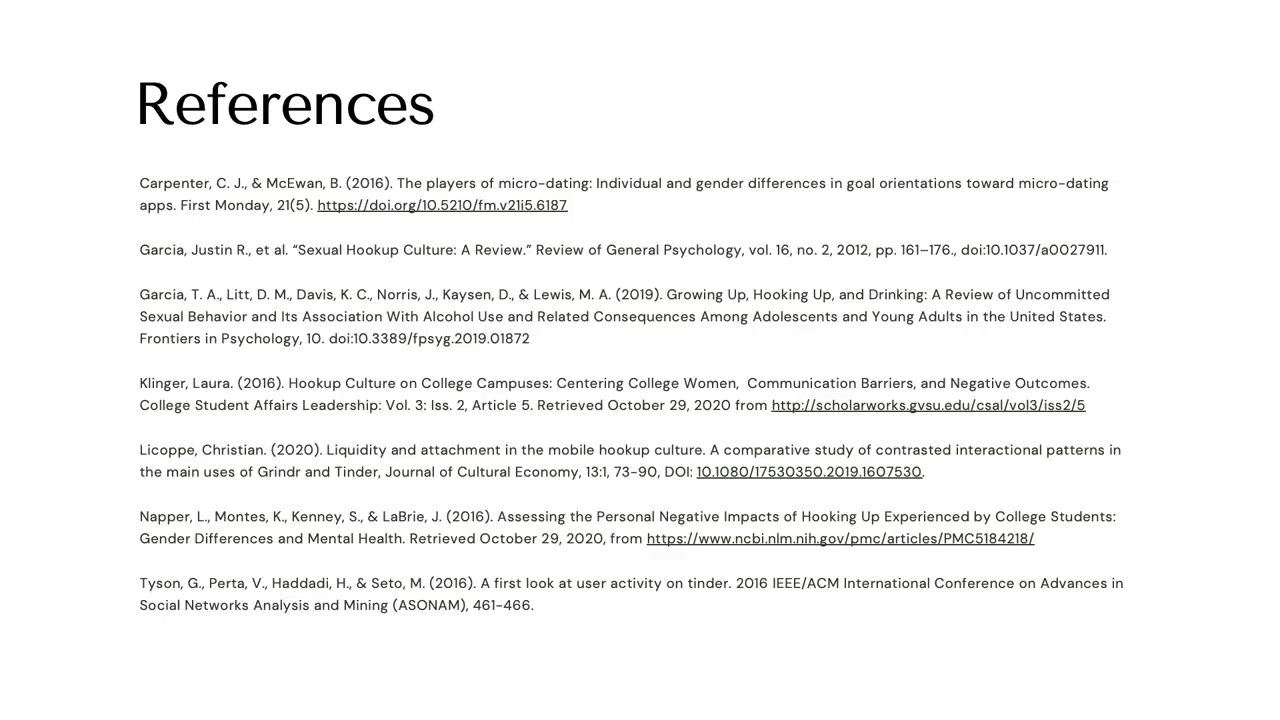 References
Carpenter, C. J., & McEwan, B. (2016). The players of micro-dating: Individual and gender differences in goal orientations toward micro-dating
apps. First Monday, 21(5). https://doi.org/10.5210/fm.v21i5.6187
Garcia, Justin R., et al. “Sexual Hookup Culture: A Review.” Review of General Psychology, vol. 16, no. 2, 2012, pp. 161–176., doi:10.1037/a0027911.
Garcia, T. A., Litt, D. M., Davis, K. C., Norris, J., Kaysen, D., & Lewis, M. A. (2019). Growing Up, Hooking Up, and Drinking: A Review of Uncommitted
Sexual Behavior and Its Association With Alcohol Use and Related Consequences Among Adolescents and Young Adults in the United States.
Frontiers in Psychology, 10. doi:10.3389/fpsyg.2019.01872
Klinger, Laura. (2016). Hookup Culture on College Campuses: Centering College Women,  Communication Barriers, and Negative Outcomes.
College Student Affairs Leadership: Vol. 3: Iss. 2, Article 5. Retrieved October 29, 2020 from http://scholarworks.gvsu.edu/csal/vol3/iss2/5
Licoppe, Christian. (2020). Liquidity and attachment in the mobile hookup culture. A comparative study of contrasted interactional patterns in
the main uses of Grindr and Tinder, Journal of Cultural Economy, 13:1, 73-90, DOI: 10.1080/17530350.2019.1607530.
Napper, L., Montes, K., Kenney, S., & LaBrie, J. (2016). Assessing the Personal Negative Impacts of Hooking Up Experienced by College Students:
Gender Differences and Mental Health. Retrieved October 29, 2020, from https://www.ncbi.nlm.nih.gov/pmc/articles/PMC5184218/
Tyson, G., Perta, V., Haddadi, H., & Seto, M. (2016). A first look at user activity on tinder. 2016 IEEE/ACM International Conference on Advances in
Social Networks Analysis and Mining (ASONAM), 461-466.